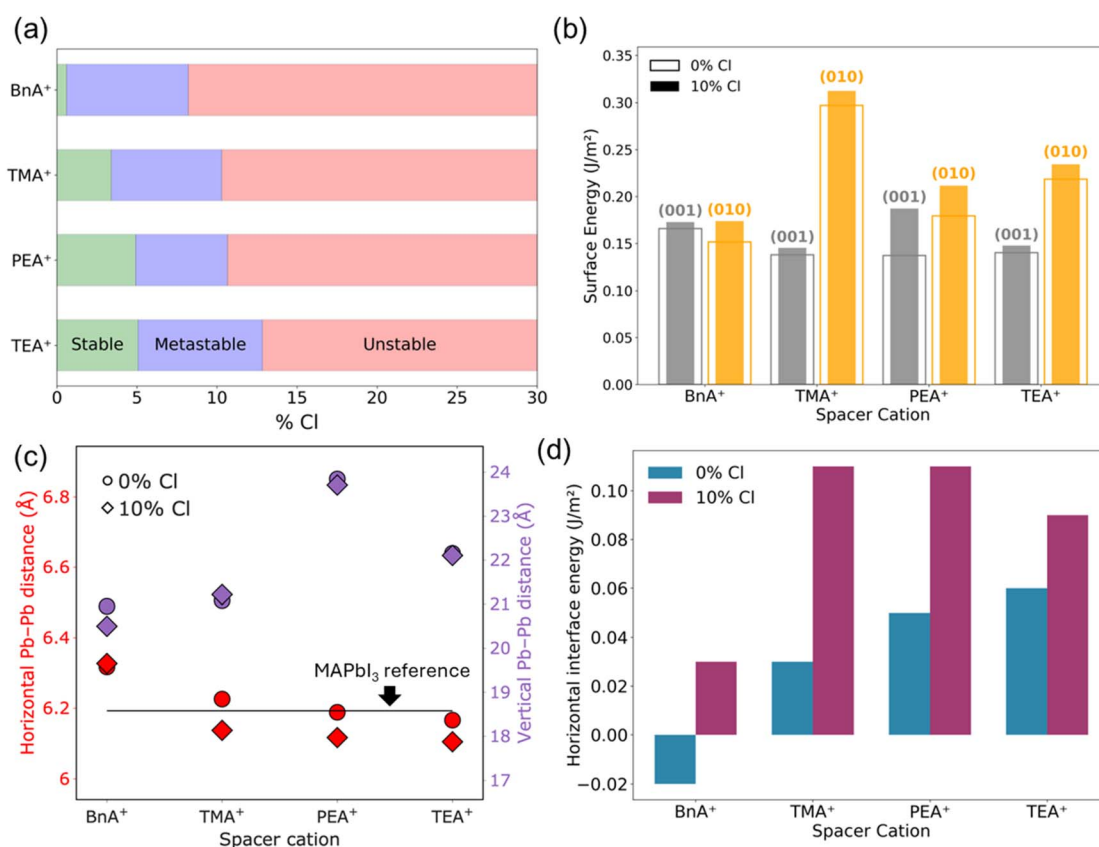 (a)
BnA⁺
TMA⁺
PEA⁺
TEA⁺
Stable
Metastable
Unstable
0
5
10
15
20
25
30
% Cl
(b)
0% Cl
10% Cl
Surface Energy (J/m²)
0.35
0.30
0.25
0.20
0.15
0.10
0.05
0.00
(001)
(010)
(001)
(010)
(001)
(010)
(001)
(010)
BnA⁺
TMA⁺
PEA⁺
TEA⁺
Spacer Cation
(c)
0% Cl
10% Cl
Horizontal Pb−Pb distance (Å)
6.8
6.6
6.4
6.2
6
Vertical Pb−Pb distance (Å)
24
23
22
21
20
19
18
17
MAPbI₃ reference
BnA⁺
TMA⁺
PEA⁺
TEA⁺
Spacer cation
(d)
0% Cl
10% Cl
Horizontal interface energy (J/m²)
0.10
0.08
0.06
0.04
0.02
0.00
−0.02
BnA⁺
TMA⁺
PEA⁺
TEA⁺
Spacer Cation